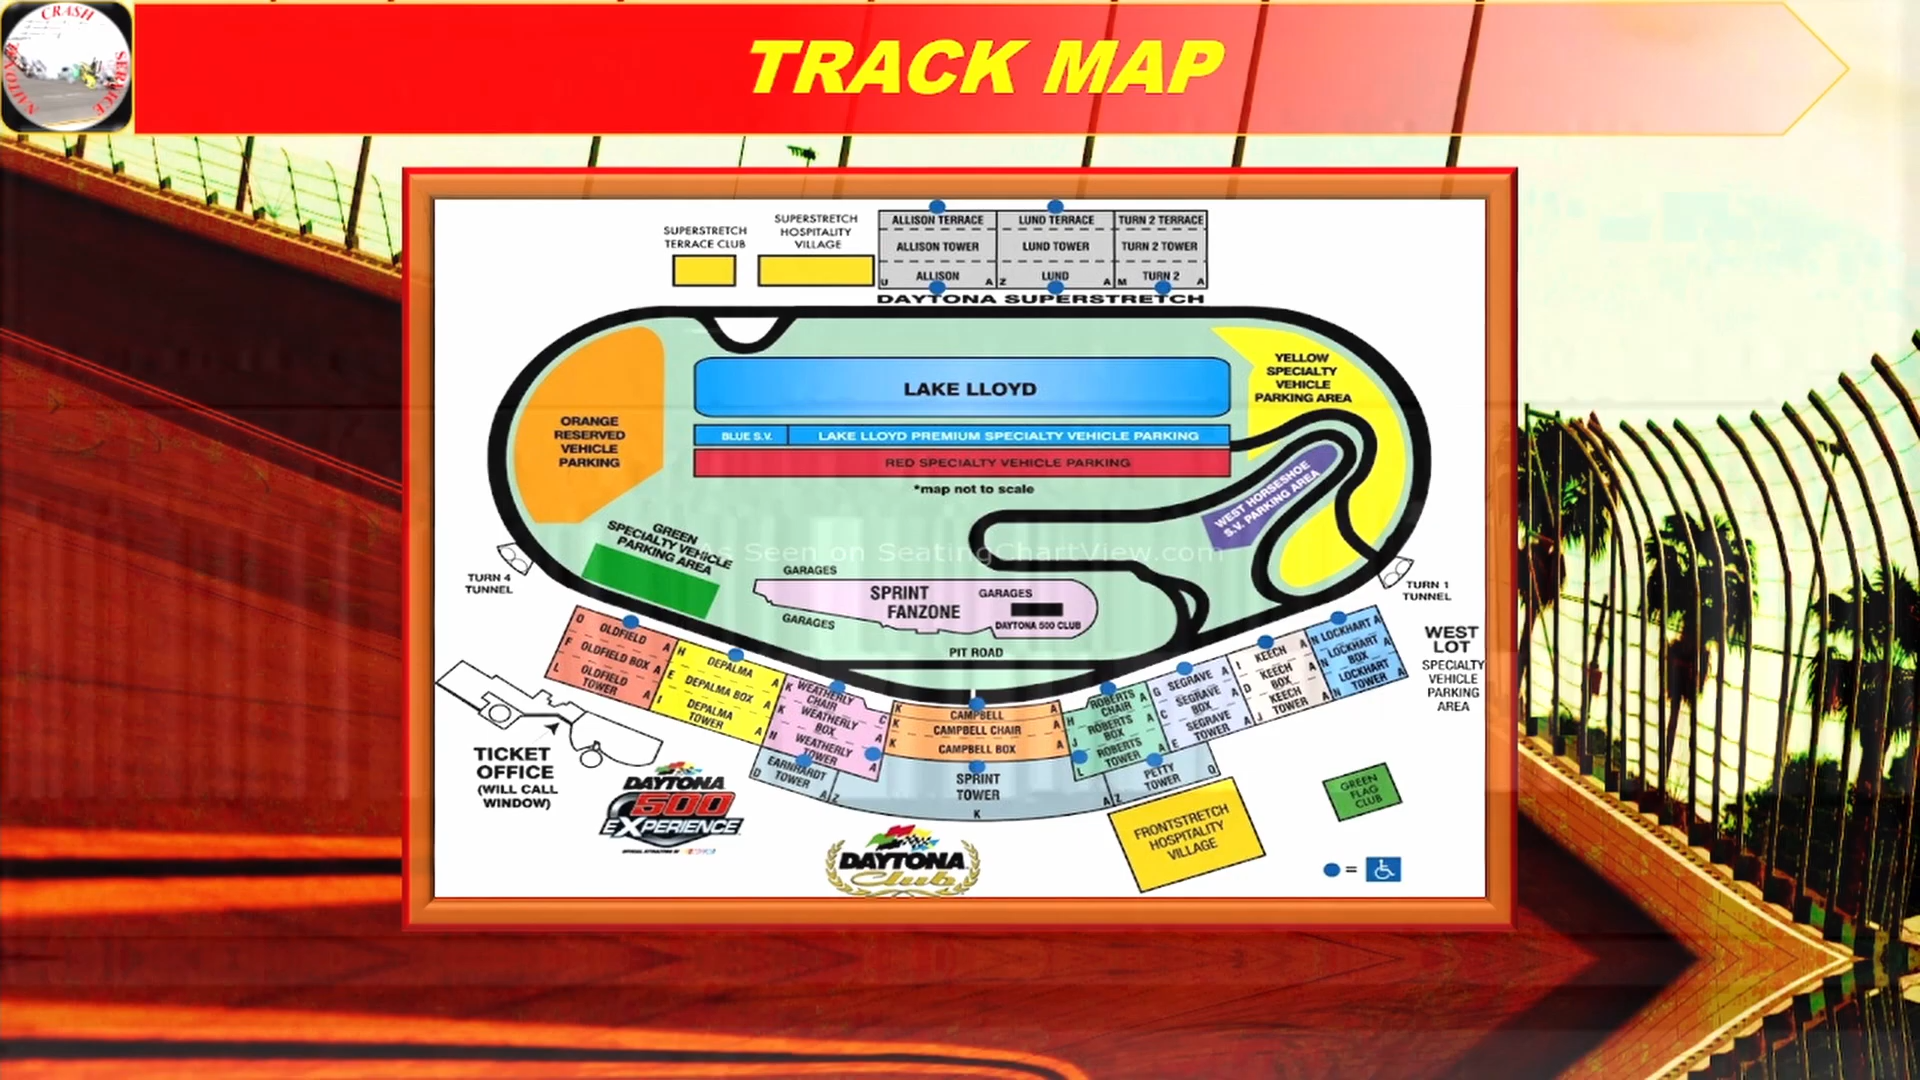 CRASH
SERVICE
NATION
TRACK MAP
SUPERSTRETCH
TERRACE CLUB
SUPERSTRETCH
HOSPITALITY
VILLAGE
ALLISON TERRACE
LUND TERRACE
TURN 2 TERRACE
ALLISON TOWER
LUND TOWER
TURN 2 TOWER
U ALLISON A
Z LUND A
M TURN 2 A
DAYTONA SUPERSTRETCH
LAKE LLOYD
BLUE S.V.
LAKE LLOYD PREMIUM SPECIALTY VEHICLE PARKING
RED SPECIALTY VEHICLE PARKING
*map not to scale
ORANGE
RESERVED
VEHICLE
PARKING
YELLOW
SPECIALTY
VEHICLE
PARKING AREA
WEST HORSESHOE
S.V. PARKING AREA
GREEN
SPECIALTY VEHICLE
PARKING AREA
As Seen on SeatingChartView.com
GARAGES
SPRINT
FANZONE
GARAGES
DAYTONA 500 CLUB
GARAGES
PIT ROAD
TURN 4
TUNNEL
TURN 1
TUNNEL
O OLDFIELD A
F OLDFIELD BOX A
L OLDFIELD
TOWER A
H DEPALMA A
E DEPALMA BOX A
I DEPALMA
TOWER A
K WEATHERLY
CHAIR C
K WEATHERLY
BOX A
N WEATHERLY
TOWER A
K CAMPBELL A
K CAMPBELL CHAIR A
K CAMPBELL BOX A
ROBERTS
CHAIR A
H ROBERTS
BOX A
J ROBERTS
TOWER A
L
G SEGRAVE A
SEGRAVE
BOX A
C SEGRAVE
TOWER A
E
I KEECH A
KEECH
BOX A
D KEECH
TOWER A
J
N LOCKHART A
LOCKHART
BOX A
N LOCKHART
TOWER A
N
D EARNHARDT
TOWER A
Z SPRINT
TOWER A
K
Z PETTY
TOWER Q
WEST
LOT
SPECIALTY
VEHICLE
PARKING
AREA
TICKET
OFFICE
(WILL CALL
WINDOW)
DAYTONA
500
EXPERIENCE
DAYTONA
Club
FRONTSTRETCH
HOSPITALITY
VILLAGE
GREEN
FLAG
CLUB
=